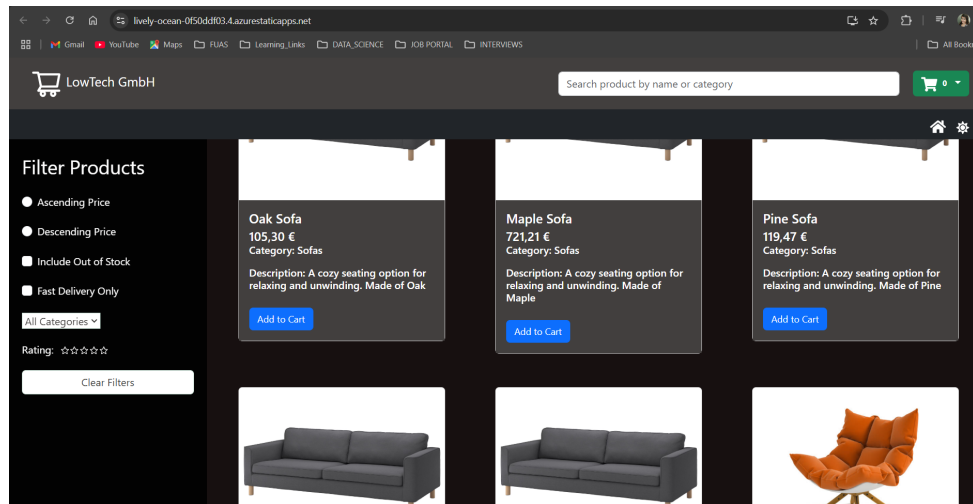 lively-ocean-0f50ddf03.4.azurestaticapps.net
Gmail YouTube Maps FUAS Learning_Links DATA_SCIENCE JOB PORTAL INTERVIEWS All Book
LowTech GmbH
Search product by name or category
0
Filter Products
Ascending Price
Descending Price
Include Out of Stock
Fast Delivery Only
All Categories
Rating:
Clear Filters
Oak Sofa
105,30 €
Category: Sofas
Description: A cozy seating option for
relaxing and unwinding. Made of Oak
Add to Cart
Maple Sofa
721,21 €
Category: Sofas
Description: A cozy seating option for
relaxing and unwinding. Made of
Maple
Add to Cart
Pine Sofa
119,47 €
Category: Sofas
Description: A cozy seating option for
relaxing and unwinding. Made of Pine
Add to Cart